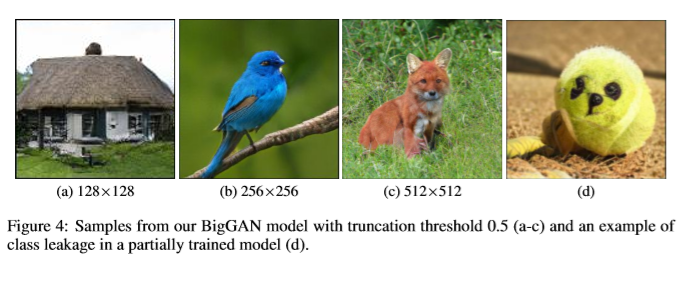 (a) 128×128
(b) 256×256
(c) 512×512
(d)
Figure 4: Samples from our BigGAN model with truncation threshold 0.5 (a-c) and an example of
class leakage in a partially trained model (d).